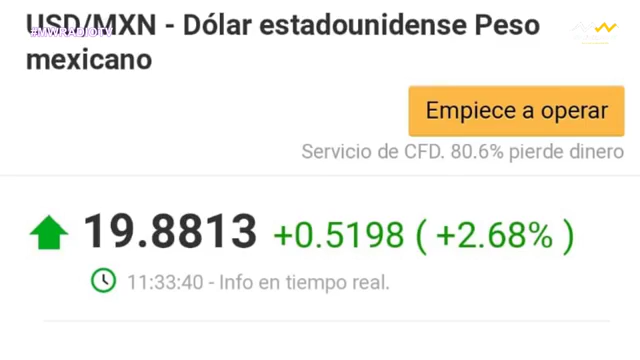 USD/MXN - Dólar estadounidense Peso
#MWRADIOTV
mexicano
Empiece a operar
Servicio de CFD. 80.6% pierde dinero
19.8813 +0.5198 ( +2.68% )
11:33:40 - Info en tiempo real.